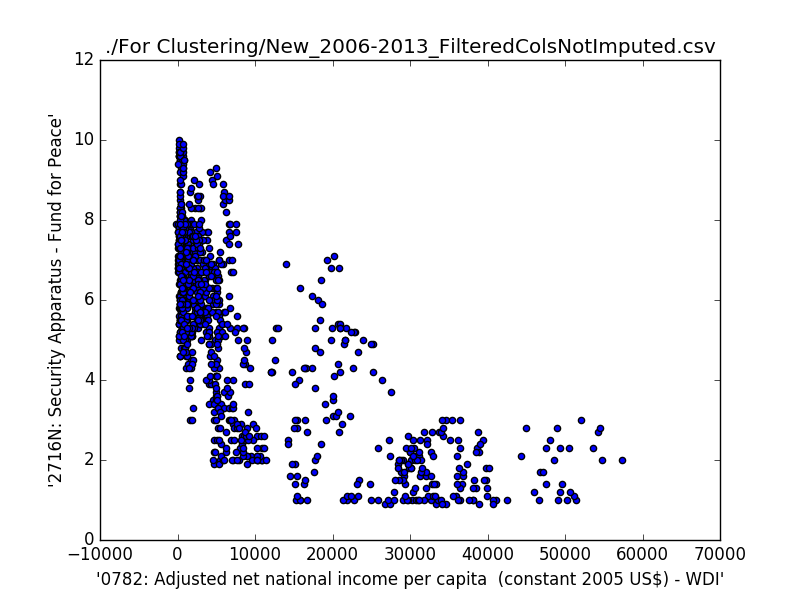 ./For Clustering/New_2006-2013_FilteredColsNotImputed.csv
12
10
8
6
4
2
0
'2716N: Security Apparatus - Fund for Peace'
−10000 0 10000 20000 30000 40000 50000 60000 70000
'0782: Adjusted net national income per capita  (constant 2005 US$) - WDI'